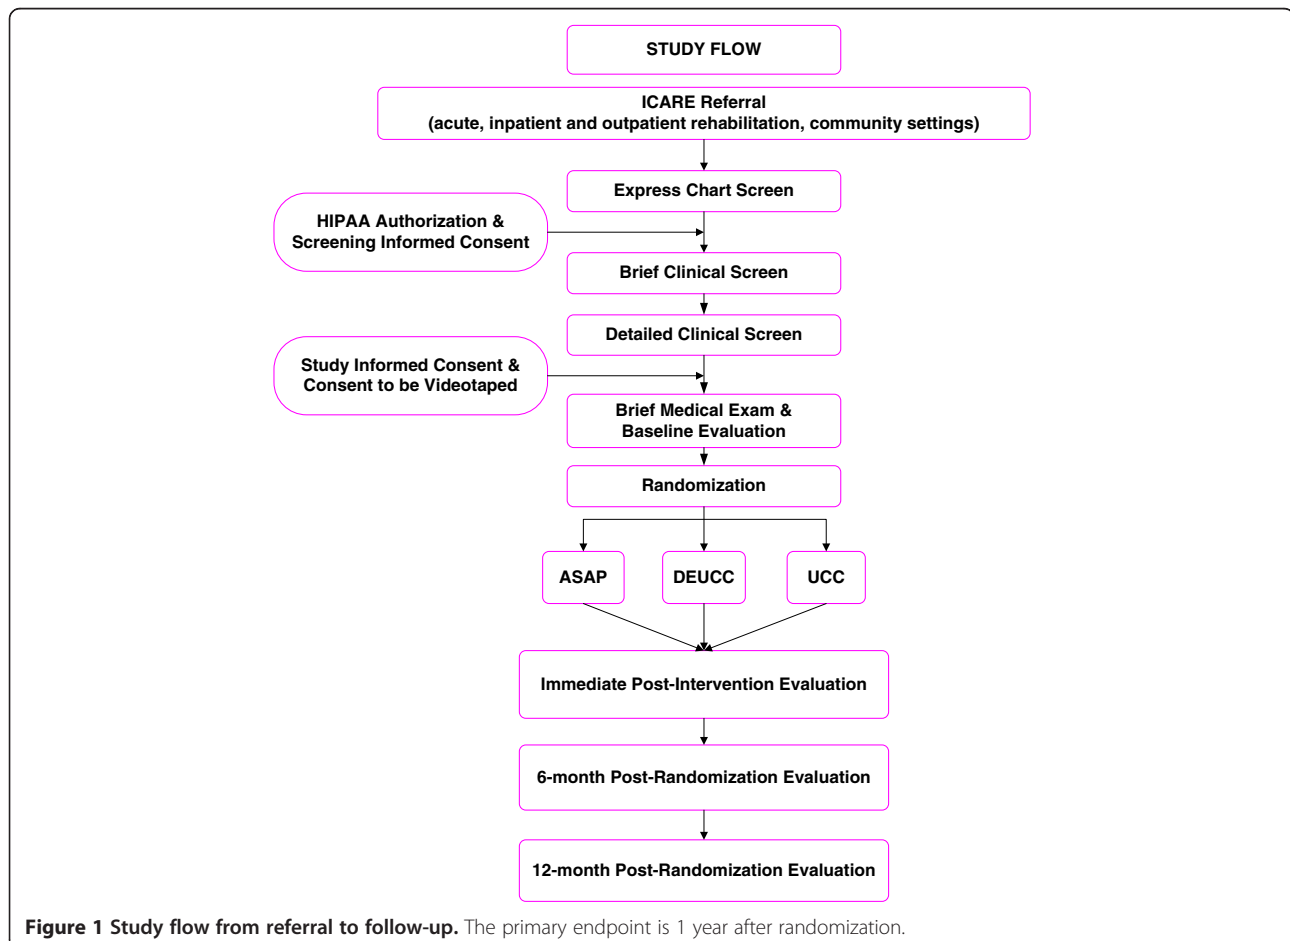 STUDY FLOW
ICARE Referral
(acute, inpatient and outpatient rehabilitation, community settings)
Express Chart Screen
HIPAA Authorization &
Screening Informed Consent
Brief Clinical Screen
Detailed Clinical Screen
Study Informed Consent &
Consent to be Videotaped
Brief Medical Exam &
Baseline Evaluation
Randomization
ASAP
DEUCC
UCC
Immediate Post-Intervention Evaluation
6-month Post-Randomization Evaluation
12-month Post-Randomization Evaluation
Figure 1 Study flow from referral to follow-up. The primary endpoint is 1 year after randomization.